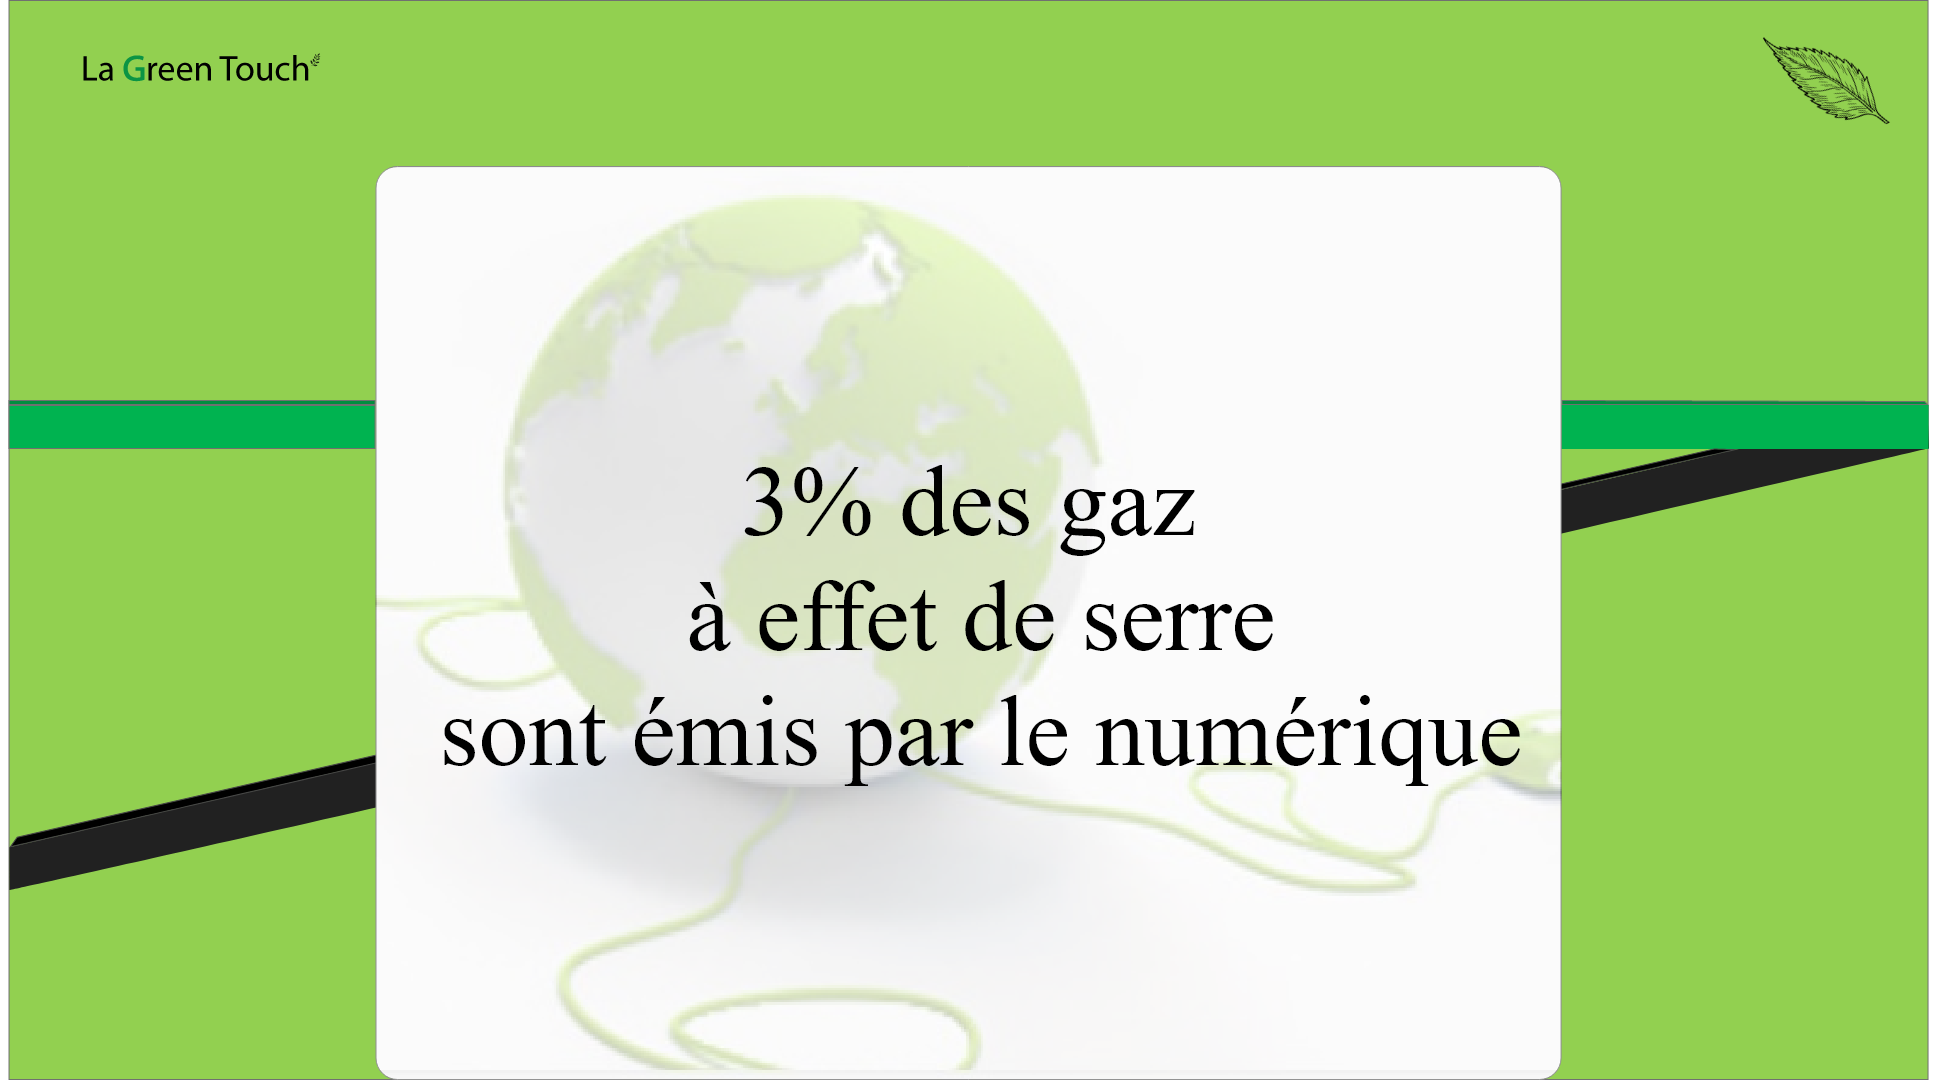 La Green Touch
3% des gaz
à effet de serre
sont émis par le numérique